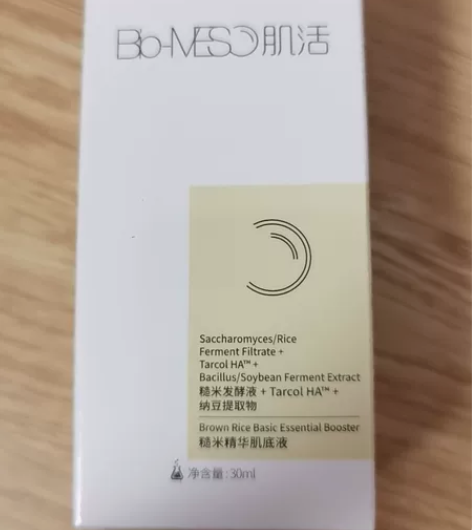 Bio-MESO肌活
Saccharomyces/Rice
Ferment Filtrate +
Tarcol HA™ +
Bacillus/Soybean Ferment Extract
糙米发酵液 + Tarcol HA™ +
纳豆提取物
Brown Rice Basic Essential Booster
糙米精华肌底液
净含量:30ml